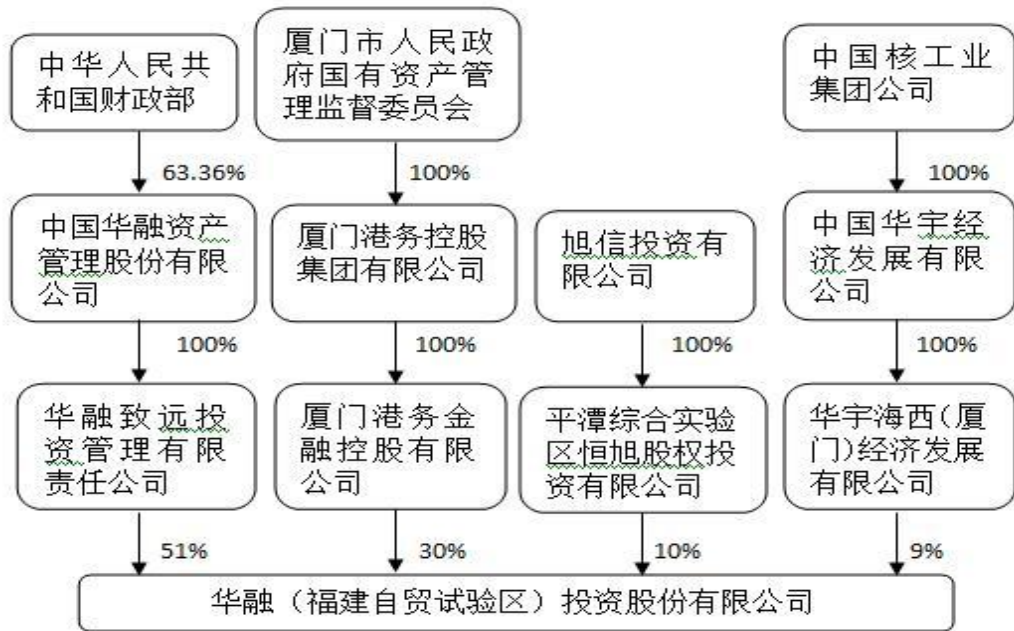 中华人民共
和国财政部
厦门市人民政
府国有资产管
理监督委员会
中国核工业
集团公司
63.36%
100%
100%
中国华融资产
管理股份有限
公司
厦门港务控股
集团有限公司
旭信投资有
限公司
中国华宇经
济发展有限
公司
100%
100%
100%
100%
华融致远投
资管理有限
责任公司
厦门港务金
融控股有限
公司
平潭综合实验
区恒旭股权投
资有限公司
华宇海西(厦
门)经济发展
有限公司
51%
30%
10%
9%
华融（福建自贸试验区）投资股份有限公司